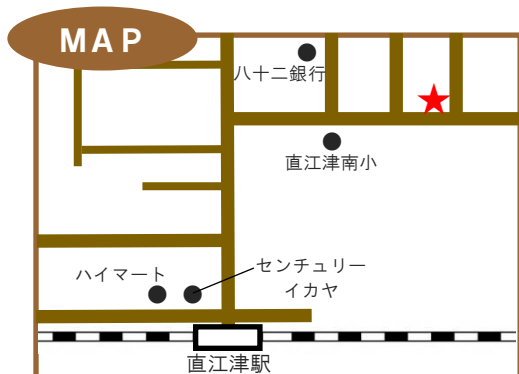 MAP
八十二銀行
直江津南小
ハイマート
センチュリー
イカヤ
直江津駅